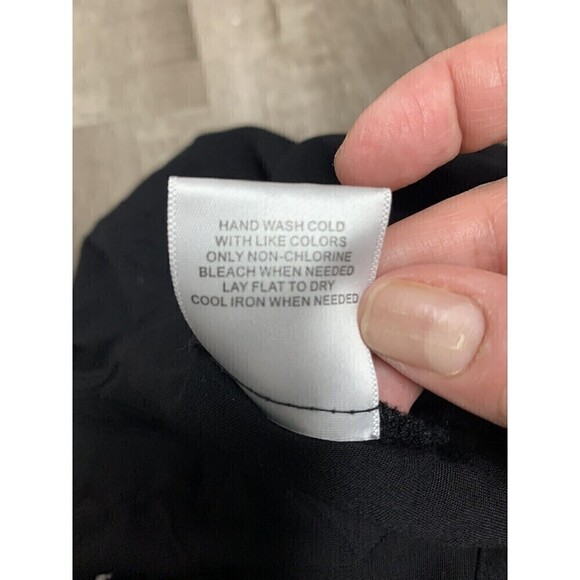 HAND WASH COLD
WITH LIKE COLORS
ONLY NON-CHLORINE
BLEACH WHEN NEEDED
LAY FLAT TO DRY
COOL IRON WHEN NEEDED